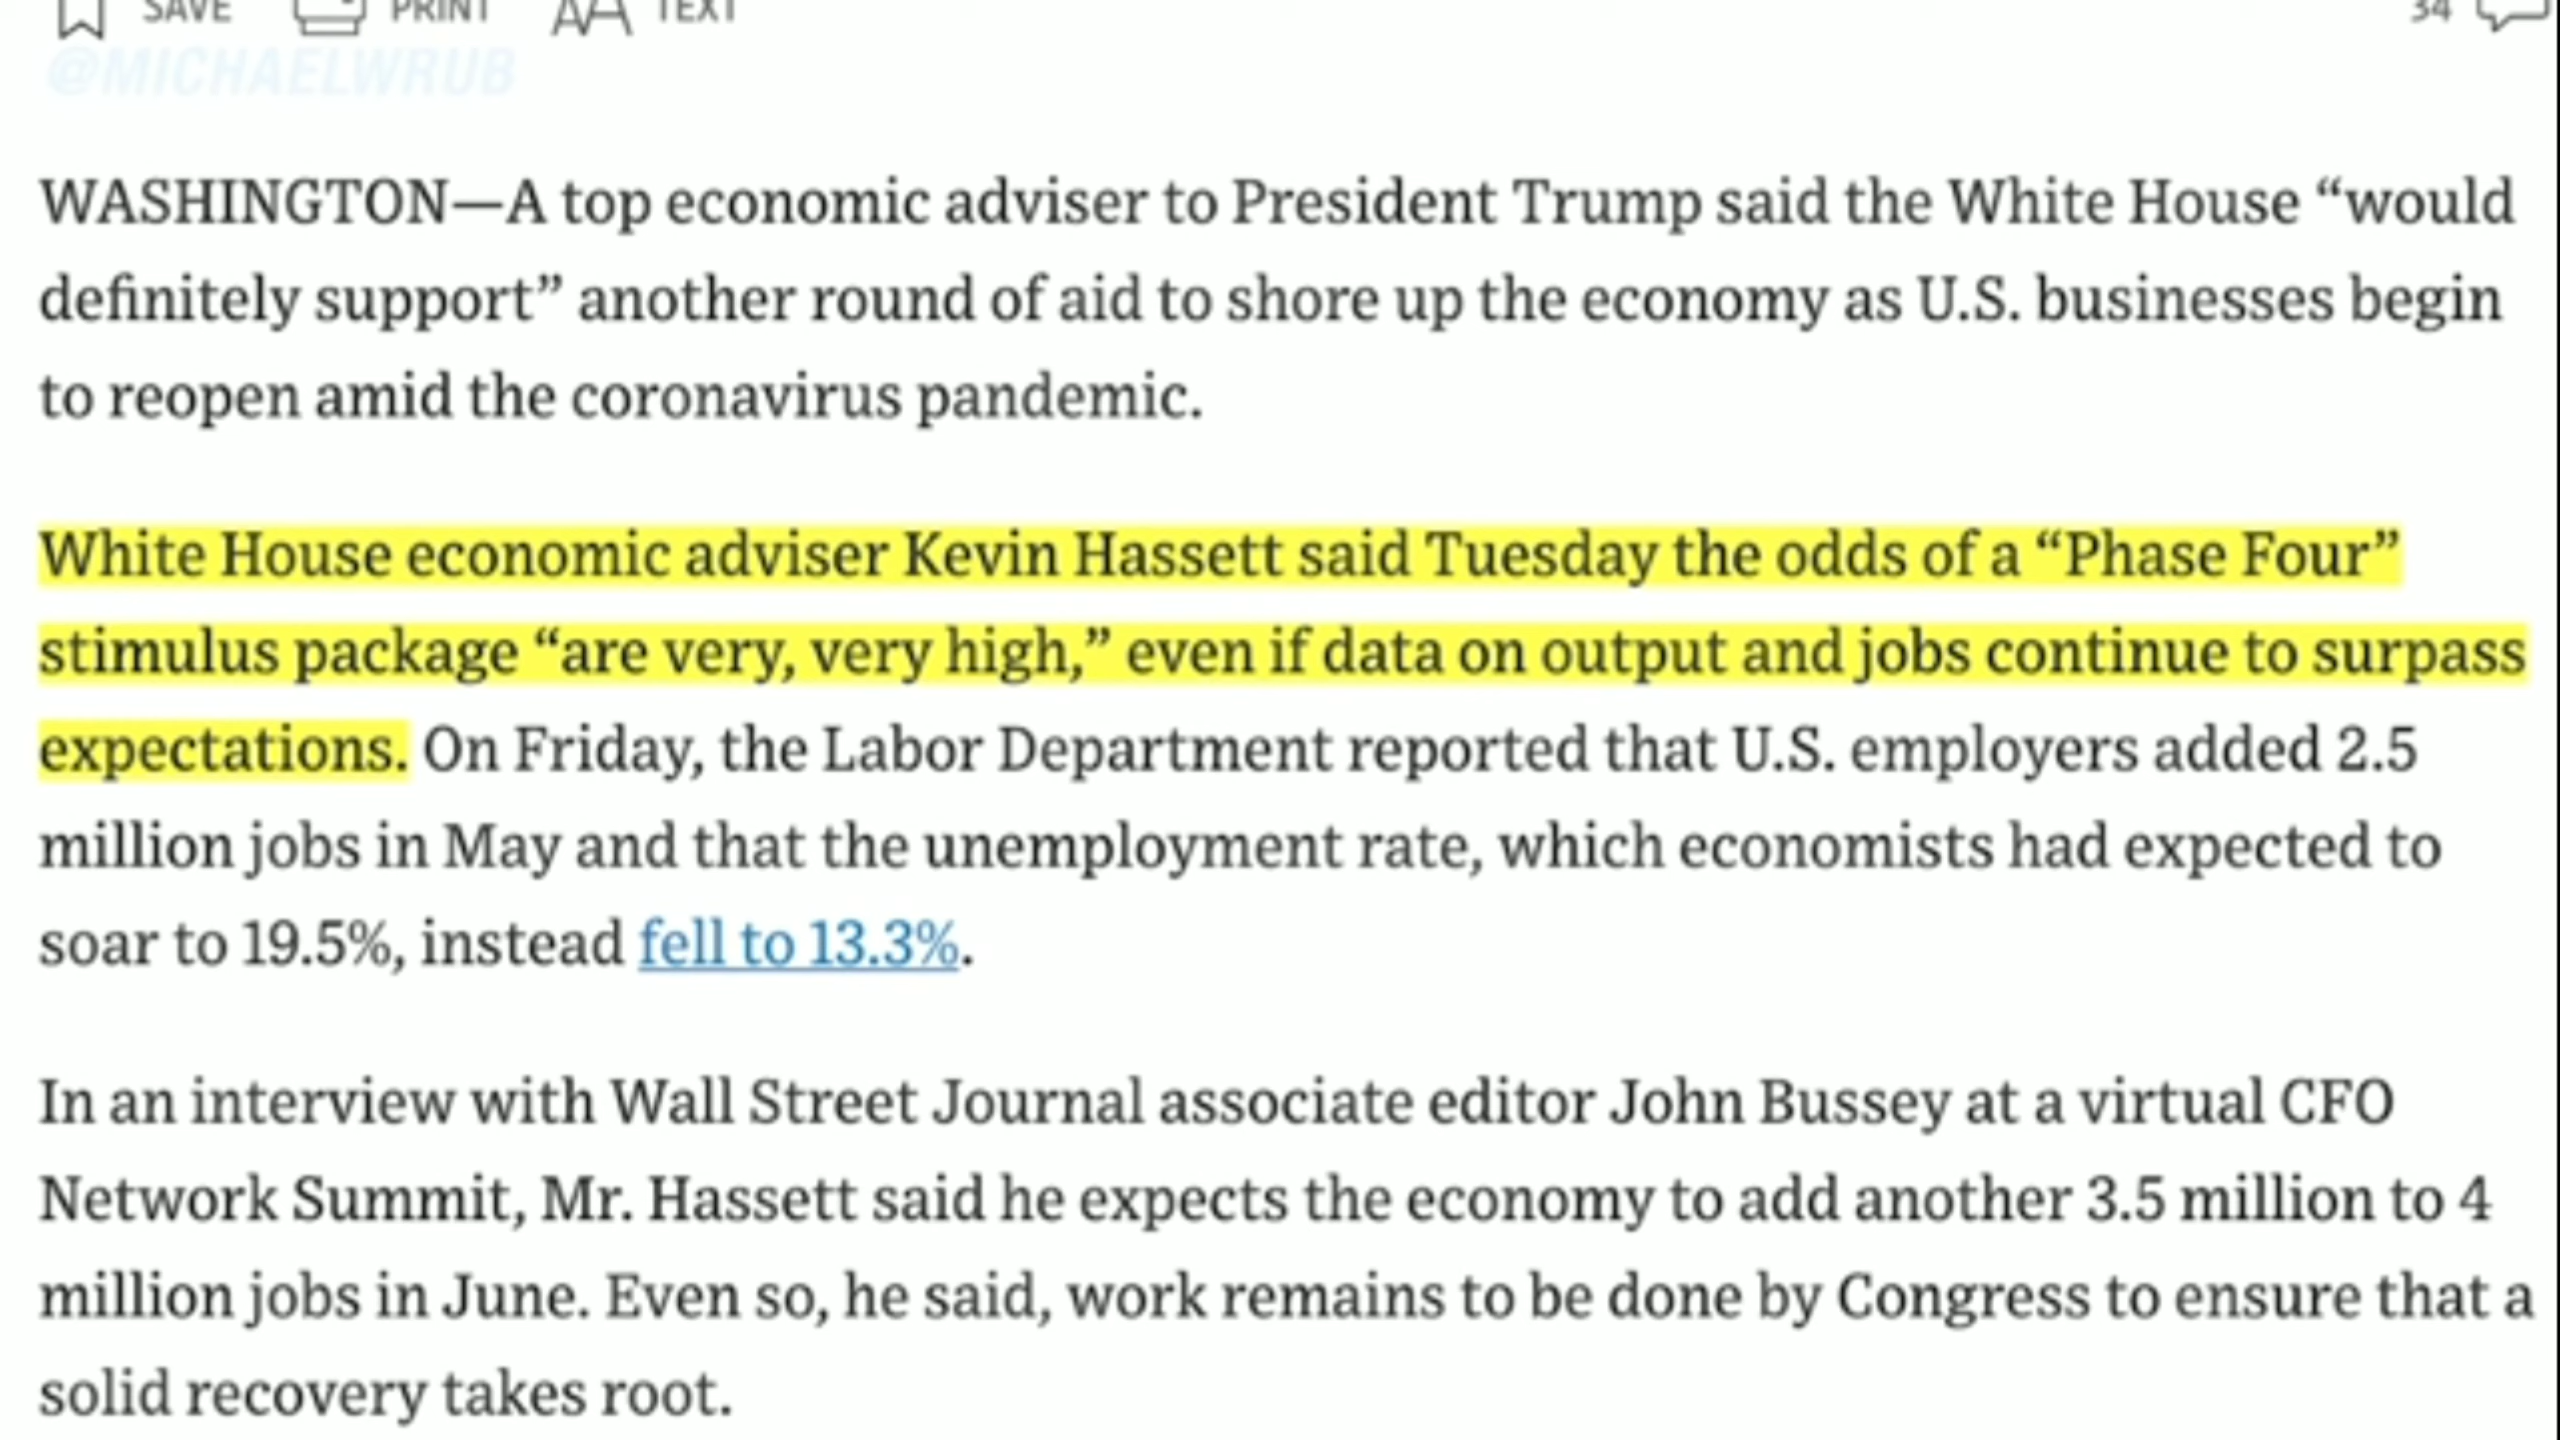 SAVE PRINT AA TEXT 34
@MICHAELWRUB
WASHINGTON—A top economic adviser to President Trump said the White House “would
definitely support” another round of aid to shore up the economy as U.S. businesses begin
to reopen amid the coronavirus pandemic.
White House economic adviser Kevin Hassett said Tuesday the odds of a “Phase Four”
stimulus package “are very, very high,” even if data on output and jobs continue to surpass
expectations. On Friday, the Labor Department reported that U.S. employers added 2.5
million jobs in May and that the unemployment rate, which economists had expected to
soar to 19.5%, instead fell to 13.3%.
In an interview with Wall Street Journal associate editor John Bussey at a virtual CFO
Network Summit, Mr. Hassett said he expects the economy to add another 3.5 million to 4
million jobs in June. Even so, he said, work remains to be done by Congress to ensure that a
solid recovery takes root.